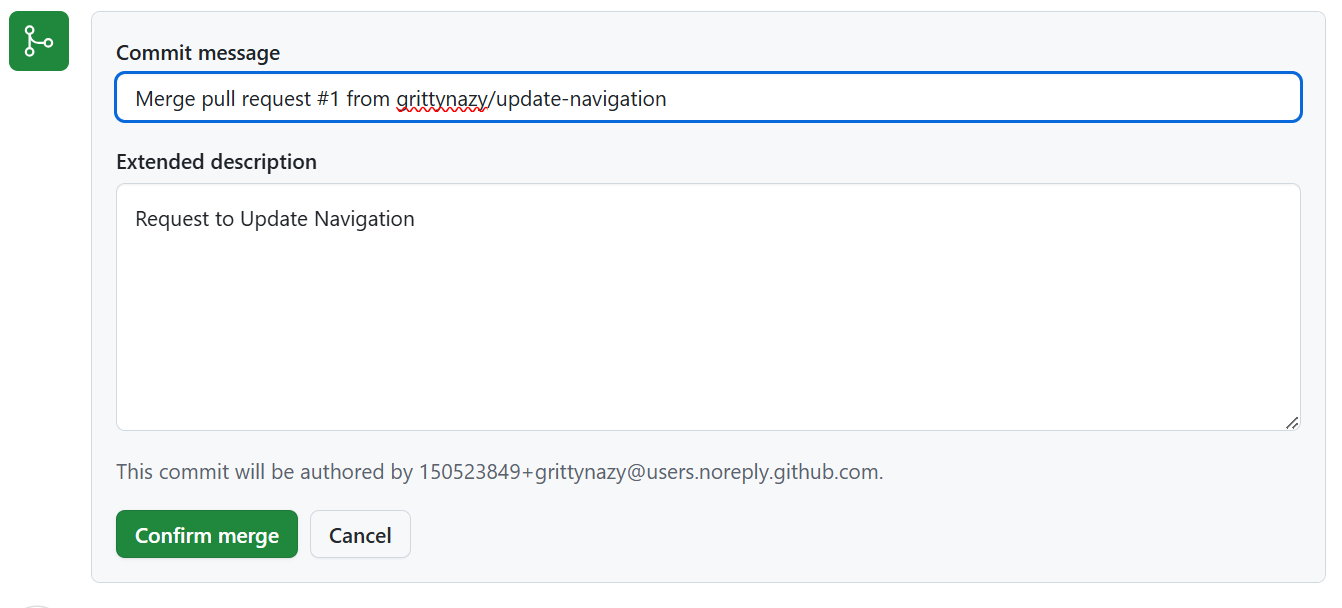 Commit message
Merge pull request #1 from grittynazy/update-navigation
Extended description
Request to Update Navigation
This commit will be authored by 150523849+grittynazy@users.noreply.github.com.
Confirm merge
Cancel